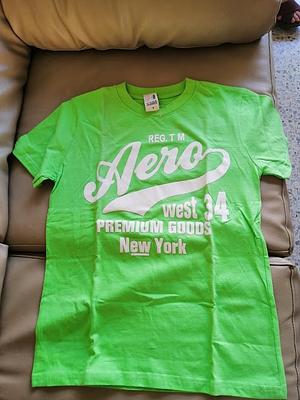 REG. T M
Aero
west 34
PREMIUM GOODS
New York